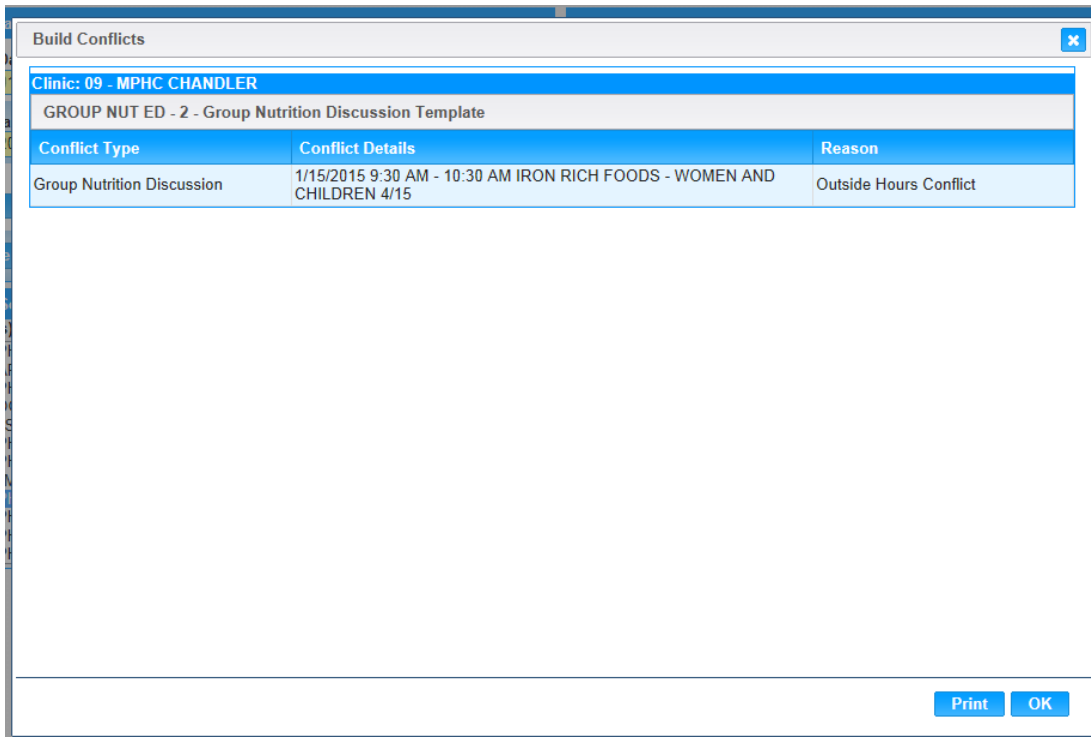 Build Conflicts
Clinic: 09 - MPHC CHANDLER
GROUP NUT ED - 2 - Group Nutrition Discussion Template
Conflict Type Conflict Details Reason
Group Nutrition Discussion 1/15/2015 9:30 AM - 10:30 AM IRON RICH FOODS - WOMEN AND Outside Hours Conflict
CHILDREN 4/15
Print OK